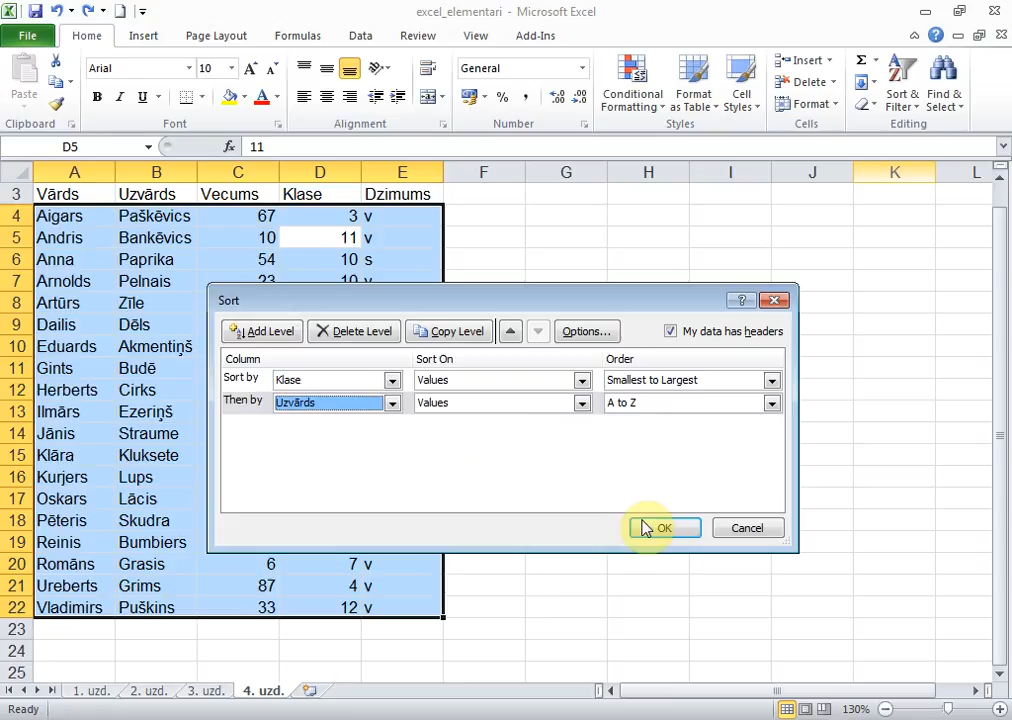 excel_elementari - Microsoft Excel
File Home Insert Page Layout Formulas Data Review View Add-Ins
Paste
Clipboard
Arial 10
B I U
Font
Alignment
General
% ,
Number
Conditional Formatting
Format as Table
Cell Styles
Styles
Insert
Delete
Format
Cells
Sort & Filter
Find & Select
Editing
D5 fx 11
A B C D E F G H I J K L
3 Vārds Uzvārds Vecums Klase Dzimums
4 Aigars Paškēvics 67 3 v
5 Andris Bankēvics 10 11 v
6 Anna Paprika 54 10 s
7 Arnolds Pelnais 23 10 v
8 Artūrs Zīle
9 Dailis Dēls
10 Eduards Akmentiņš
11 Gints Budē
12 Herberts Cirks
13 Ilmārs Ezeriņš
14 Jānis Straume
15 Klāra Kluksete
16 Kurjers Lups
17 Oskars Lācis
18 Pēteris Skudra
19 Reinis Bumbiers
20 Romāns Grasis 6 7 v
21 Ureberts Grims 87 4 v
22 Vladimirs Puškins 33 12 v
23
24
25
Sort
Add Level Delete Level Copy Level Options... My data has headers
Column Sort On Order
Sort by Klase Values Smallest to Largest
Then by Uzvārds Values A to Z
OK Cancel
1. uzd. 2. uzd. 3. uzd. 4. uzd.
Ready 130%